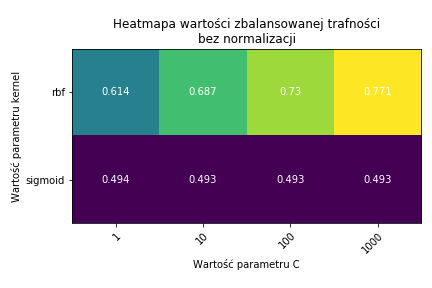 Heatmapa wartości zbalansowanej trafności
bez normalizacji
Wartość parametru kernel
rbf
0.614 0.687 0.73 0.771
sigmoid
0.494 0.493 0.493 0.493
1 10 100 1000
Wartość parametru C